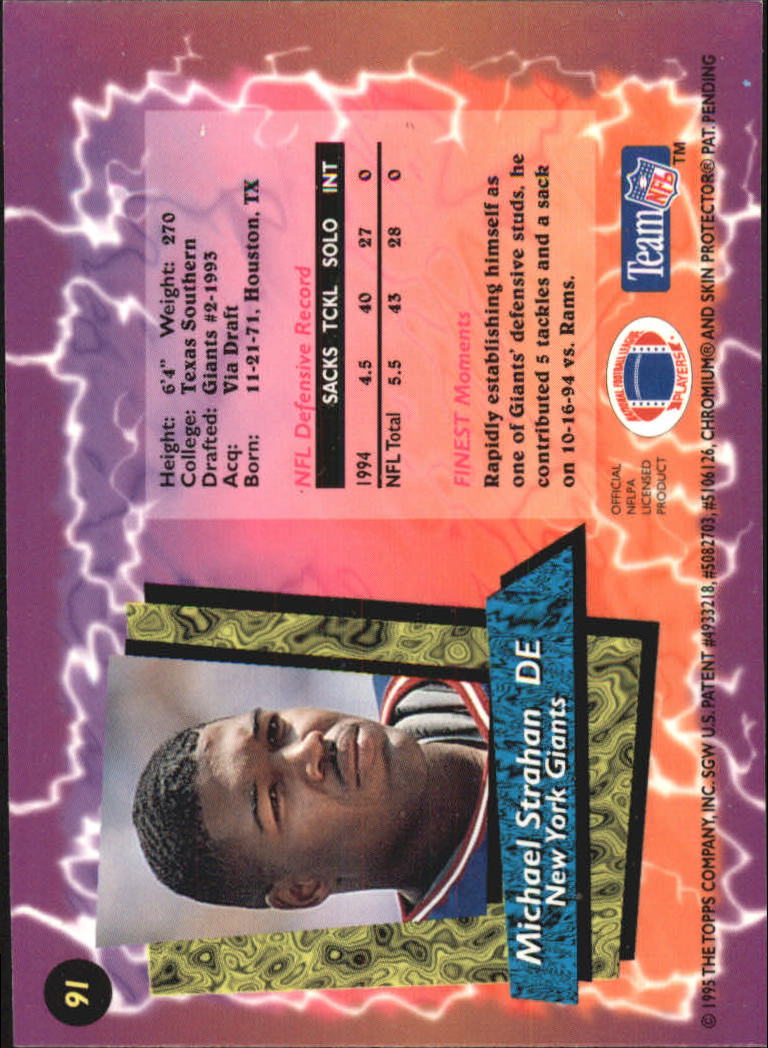 91
Michael Strahan DE
New York Giants
Height: 6'4" Weight: 270
College: Texas Southern
Drafted: Giants #2-1993
Acq: Via Draft
Born: 11-21-71, Houston, TX
NFL Defensive Record
SACKS TCKL SOLO INT
1994 4.5 40 27 0
NFL Total 5.5 43 28 0
FINEST Moments
Rapidly establishing himself as
one of Giants' defensive studs, he
contributed 5 tackles and a sack
on 10-16-94 vs. Rams.
OFFICIAL
NFLPA
LICENSED
PRODUCT
NATIONAL FOOTBALL LEAGUE
PLAYERS
Team NFL TM
© 1995 THE TOPPS COMPANY, INC. SGW U.S. PATENT #4933218, #5082703, #5106126, CHROMIUM® AND SKIN PROTECTOR® PAT. PENDING